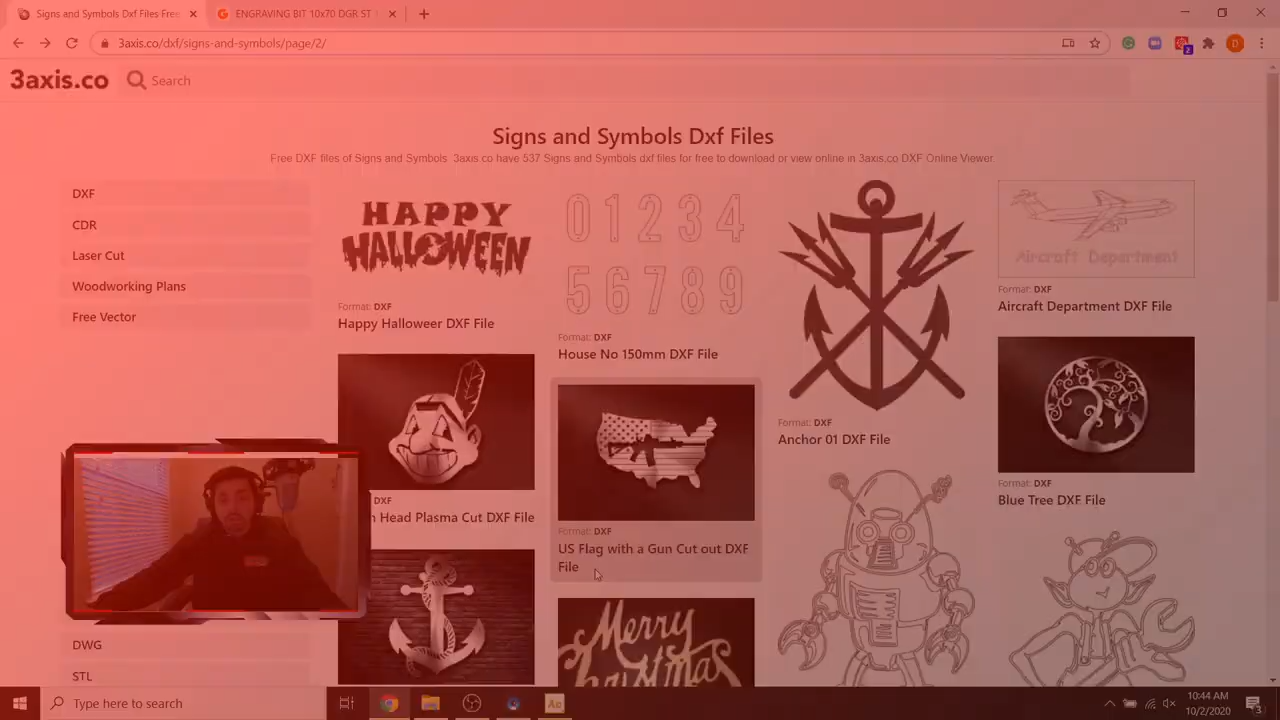 Signs and Symbols Dxf Files Free
ENGRAVING BIT 10x70 DGR ST
3axis.co/dxf/signs-and-symbols/page/2/
3axis.co
Search
Signs and Symbols Dxf Files
Free DXF files of Signs and Symbols 3axis co have 537 Signs and Symbols dxf files for free to download or view online in 3axis.co DXF Online Viewer.
DXF
CDR
Laser Cut
Woodworking Plans
Free Vector
DWG
STL
HAPPY
HALLOWEEN
Format: DXF
Happy Halloweer DXF File
DXF
n Head Plasma Cut DXF File
0 1 2 3 4
5 6 7 8 9
Format: DXF
House No 150mm DXF File
Format: DXF
US Flag with a Gun Cut out DXF
File
Merry
Christmas
Format: DXF
Anchor 01 DXF File
Aircraft Department
Format: DXF
Aircraft Department DXF File
Format: DXF
Blue Tree DXF File
Type here to search
Au
10:44 AM
10/2/2020
2
3